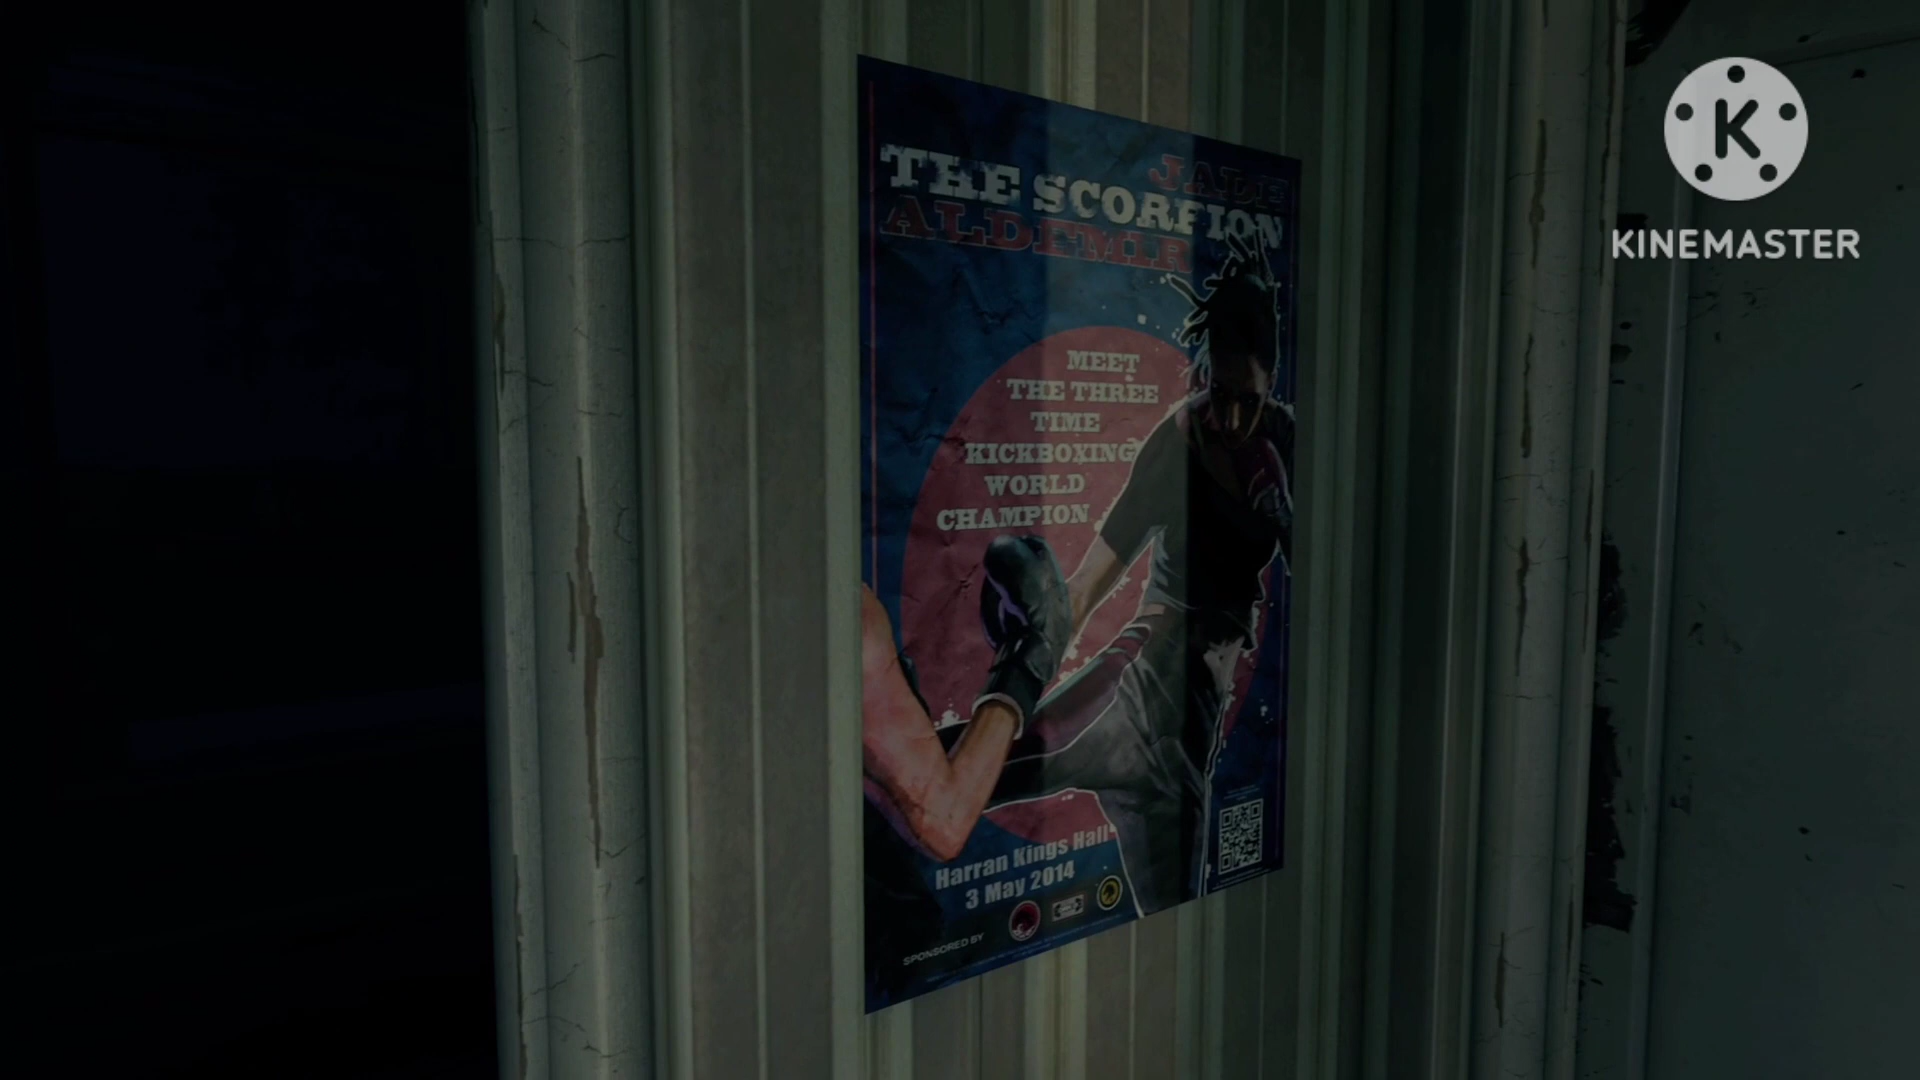 JADE
THE SCORPION
ALDEMIR
MEET
THE THREE
TIME
KICKBOXING
WORLD
CHAMPION
Harran Kings Hall
3 May 2014
SPONSORED BY
K
KINEMASTER